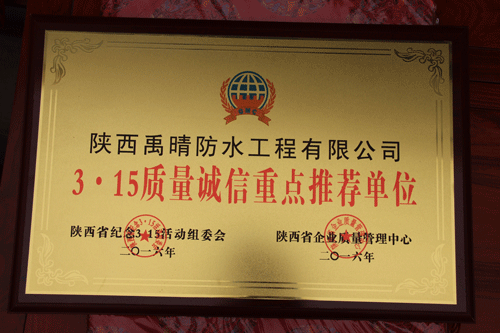 陕西禹晴防水工程有限公司
3·15质量诚信重点推荐单位
陕西省纪念3.15活动组委会 陕西省企业质量管理中心
二〇一六年 二〇一六年